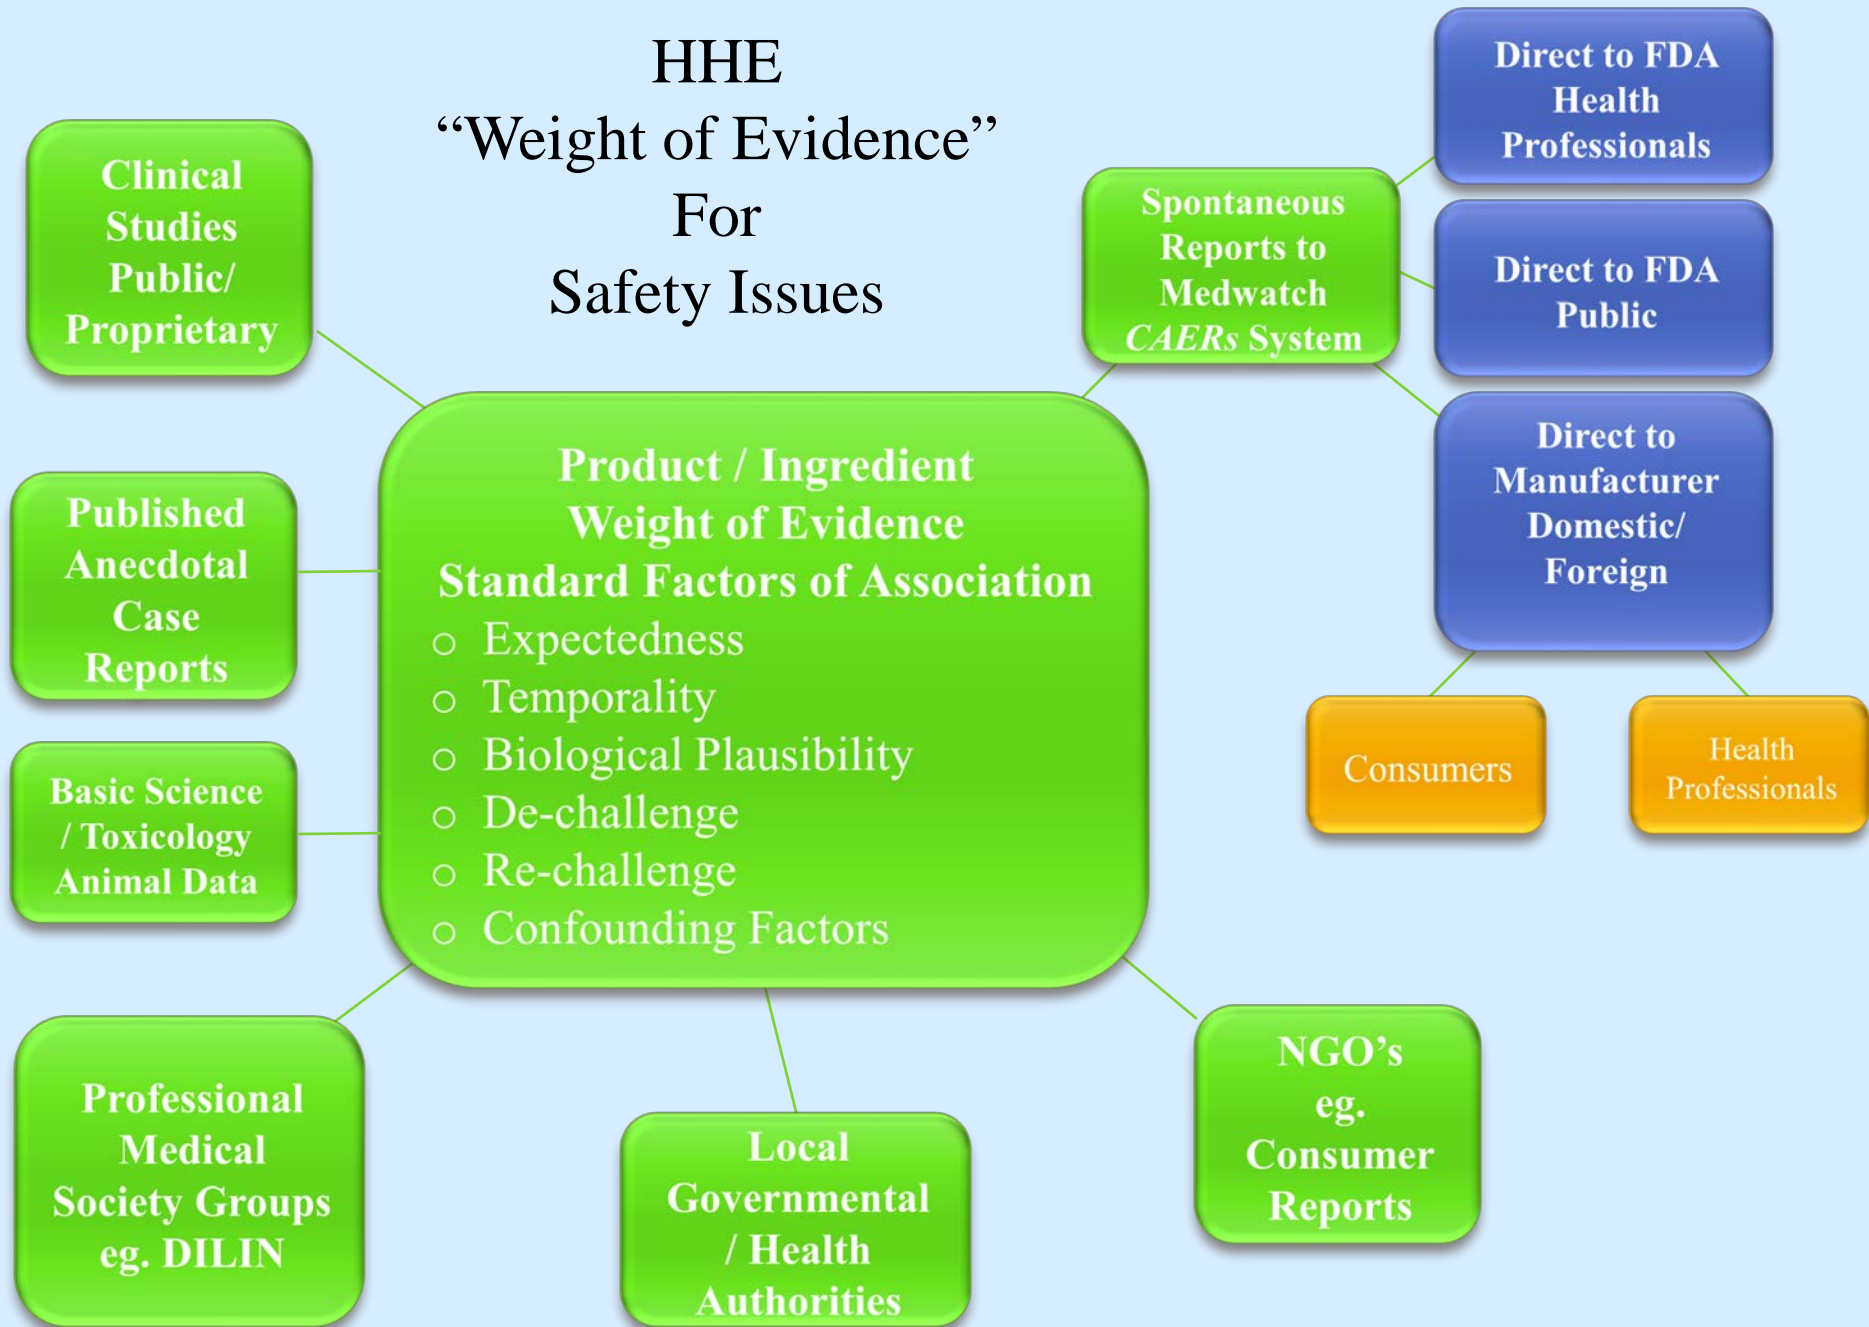 HHE
“Weight of Evidence”
For
Safety Issues
Clinical
Studies
Public/
Proprietary
Published
Anecdotal
Case
Reports
Basic Science
/ Toxicology
Animal Data
Professional
Medical
Society Groups
eg. DILIN
Product / Ingredient
Weight of Evidence
Standard Factors of Association
o Expectedness
o Temporality
o Biological Plausibility
o De-challenge
o Re-challenge
o Confounding Factors
Local
Governmental
/ Health
Authorities
NGO’s
eg.
Consumer
Reports
Spontaneous
Reports to
Medwatch
CAERs System
Direct to FDA
Health
Professionals
Direct to FDA
Public
Direct to
Manufacturer
Domestic/
Foreign
Consumers
Health
Professionals